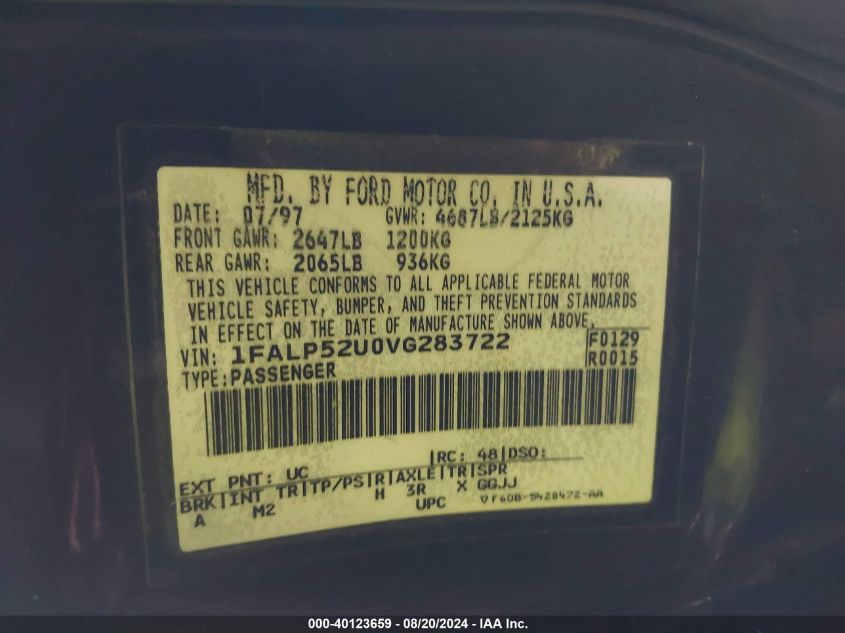 MFD. BY FORD MOTOR CO. IN U.S.A.
DATE: 07/97 GVWR: 4687LB/2125KG
FRONT GAWR: 2647LB 1200KG
REAR GAWR: 2065LB 936KG
THIS VEHICLE CONFORMS TO ALL APPLICABLE FEDERAL MOTOR
VEHICLE SAFETY, BUMPER, AND THEFT PREVENTION STANDARDS
IN EFFECT ON THE DATE OF MANUFACTURE SHOWN ABOVE.
VIN: 1FALP52U0VG283722 F0129
TYPE: PASSENGER R0015
EXT PNT: UC |RC: 48|DSO:
BRK|INT TR|TP/PS|R|AXLE|TR|SPR
A M2 H 3R X GGJJ
UPC ▽F6DB-5420472-AA
000-40123659 - 08/20/2024 - IAA Inc.